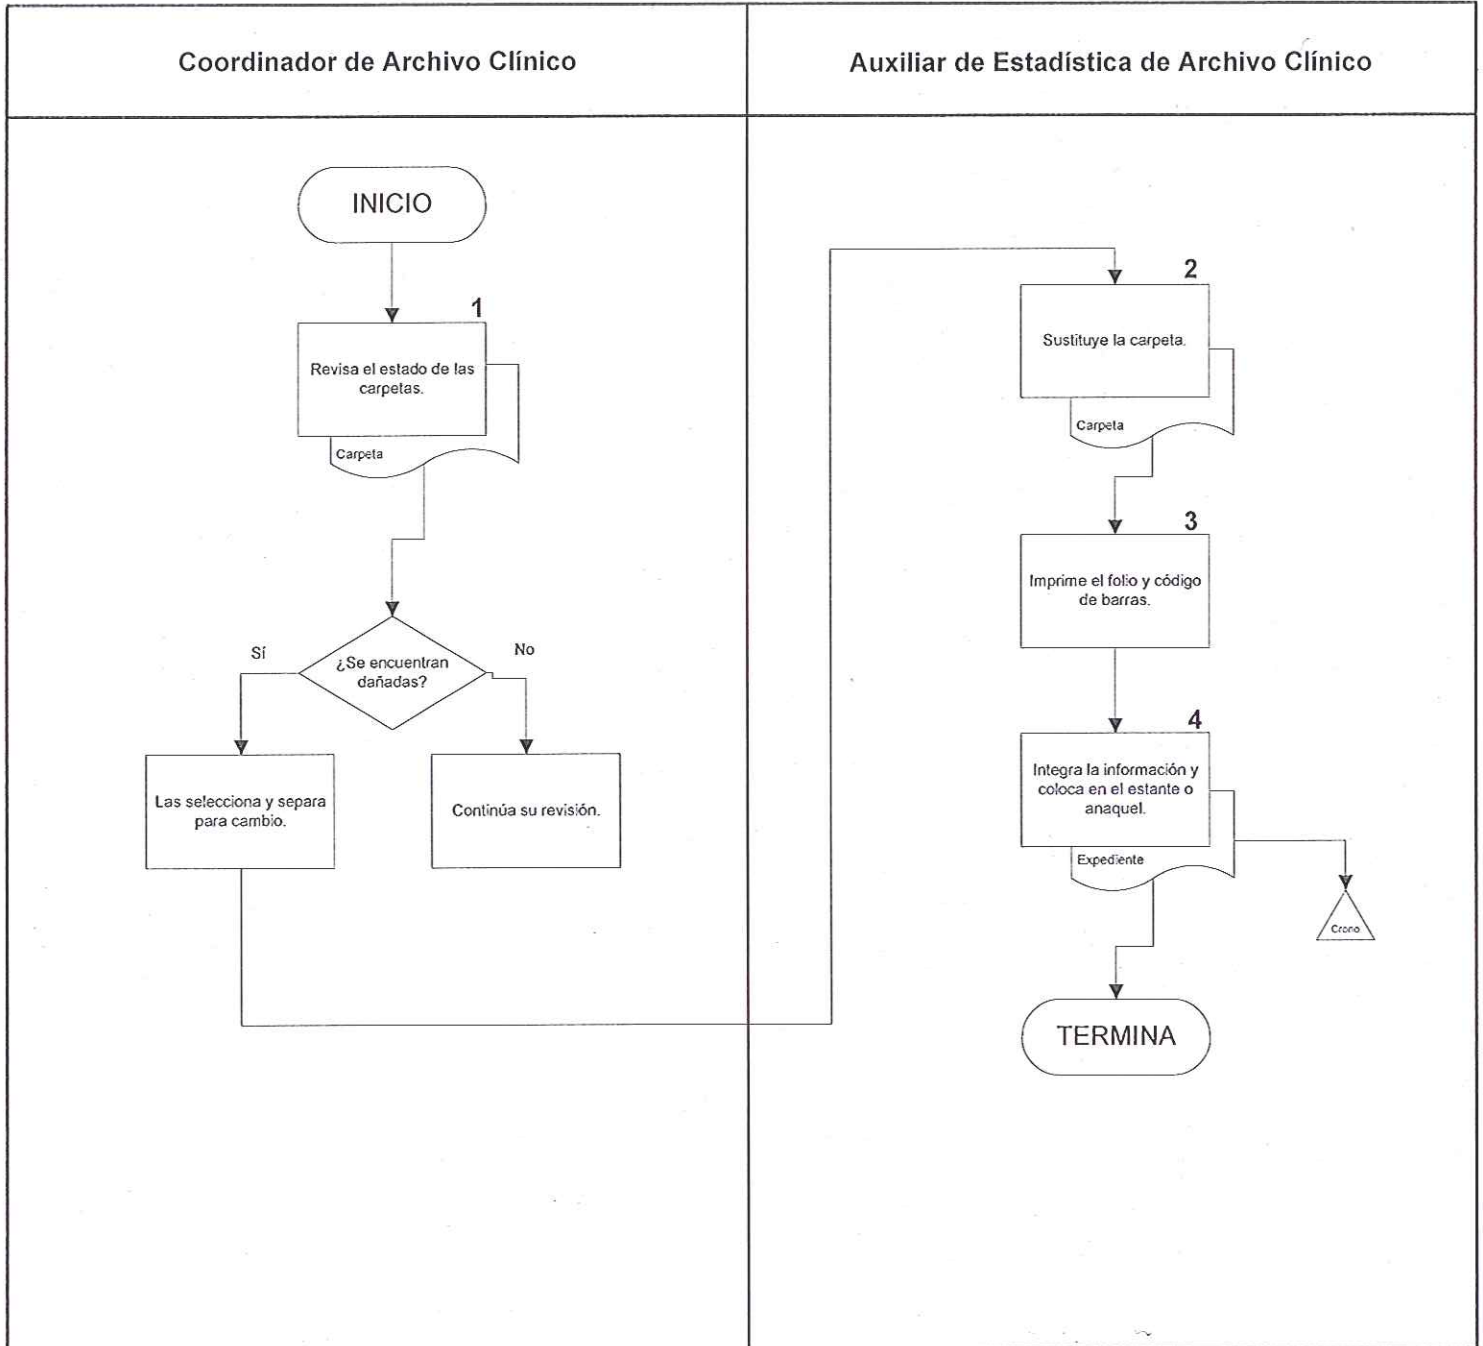 Coordinador de Archivo Clínico
Auxiliar de Estadística de Archivo Clínico
INICIO
1
Revisa el estado de las
carpetas.
Carpeta
¿Se encuentran
dañadas?
Sí
No
Las selecciona y separa
para cambio.
Continúa su revisión.
2
Sustituye la carpeta.
Carpeta
3
Imprime el folio y código
de barras.
4
Integra la información y
coloca en el estante o
anaquel.
Expediente
Crono
TERMINA